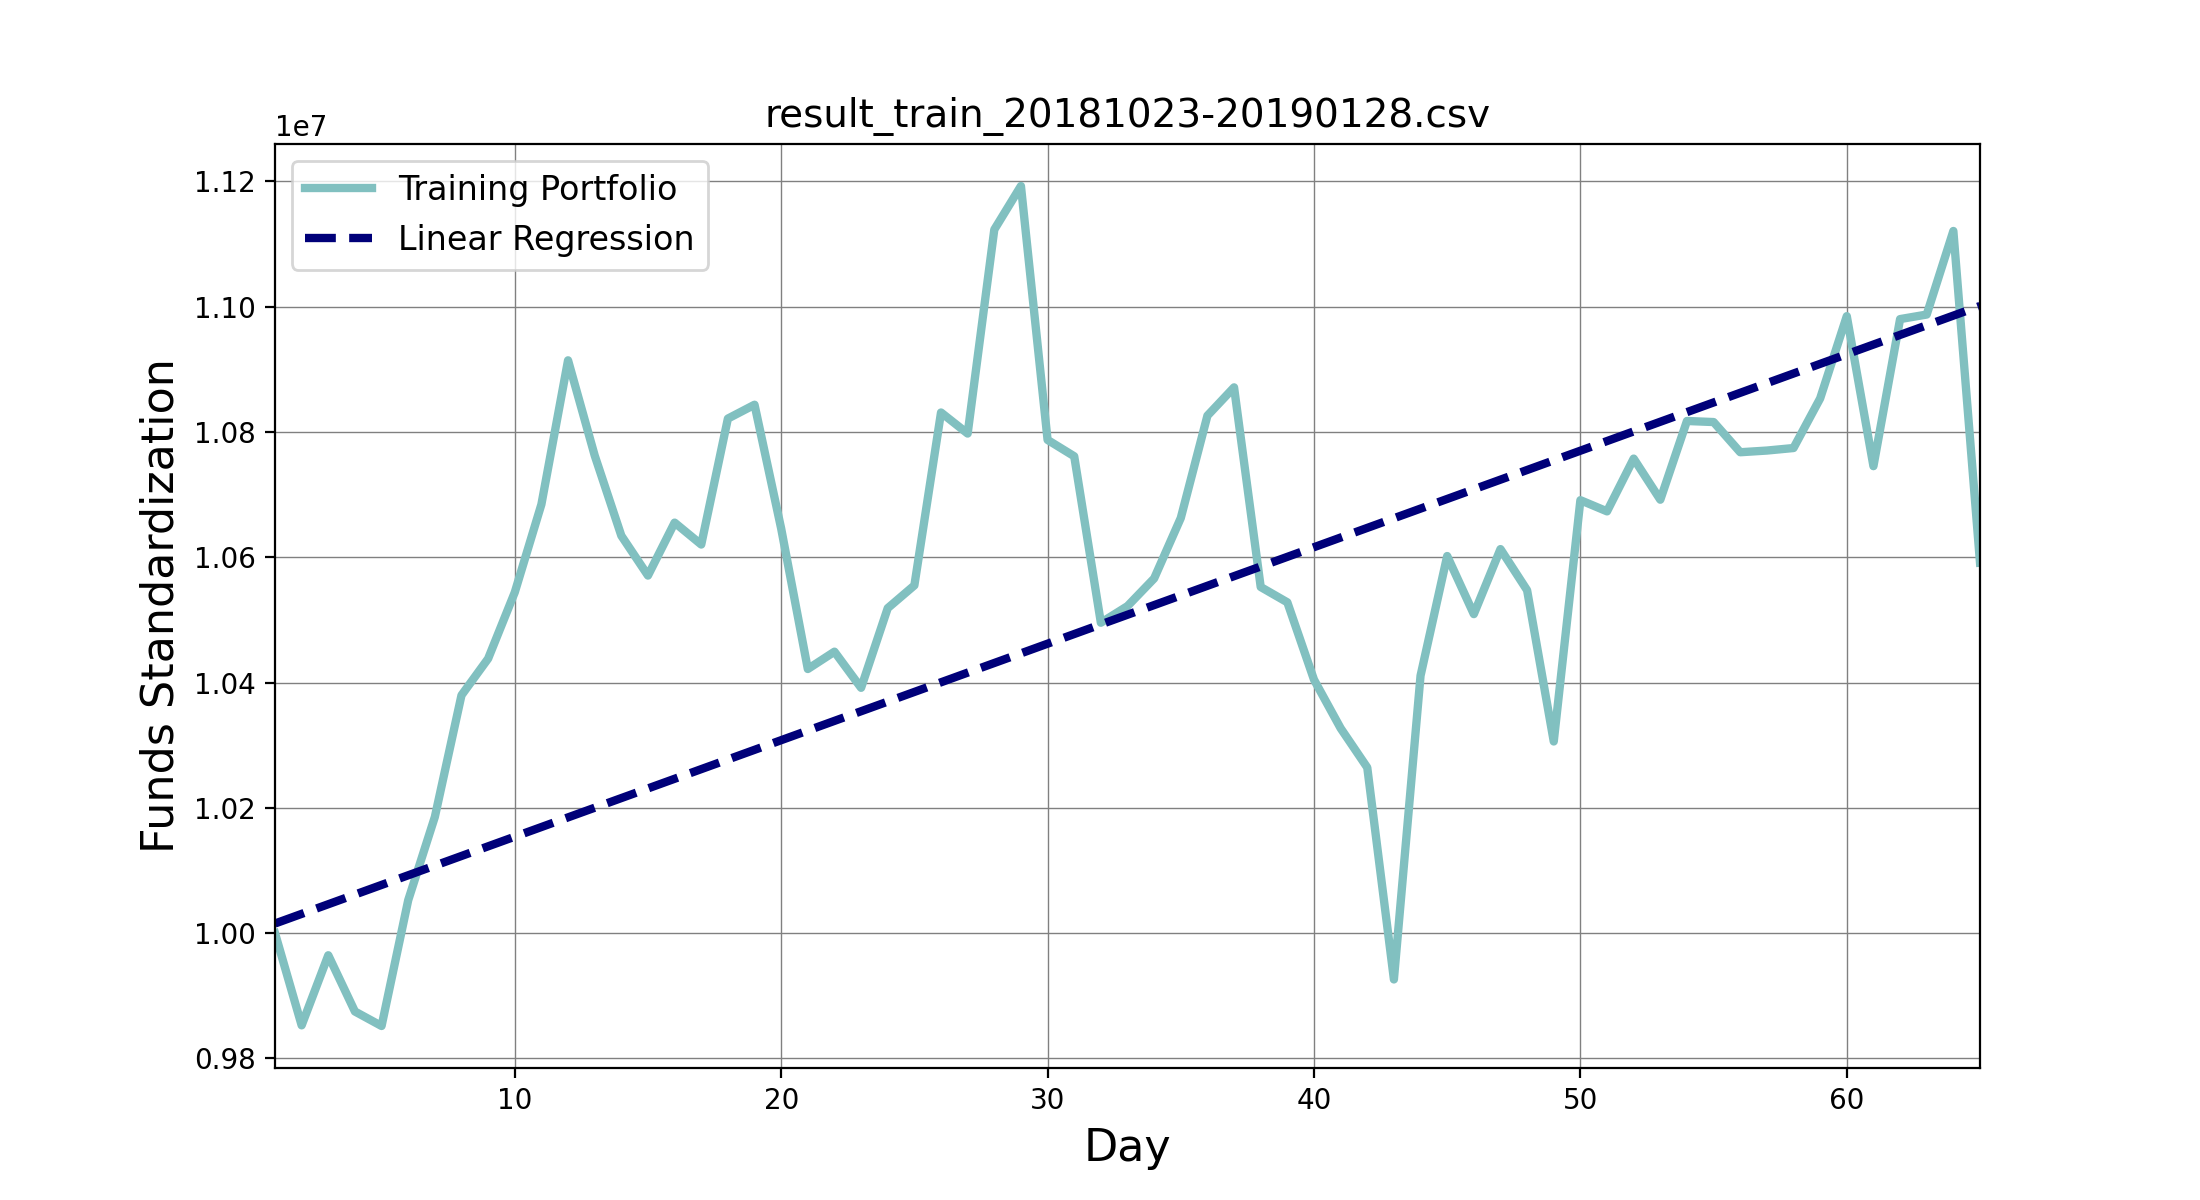 result_train_20181023-20190128.csv
1e7
Training Portfolio
Linear Regression
1.12
1.10
1.08
1.06
1.04
1.02
1.00
0.98
Funds Standardization
10 20 30 40 50 60
Day